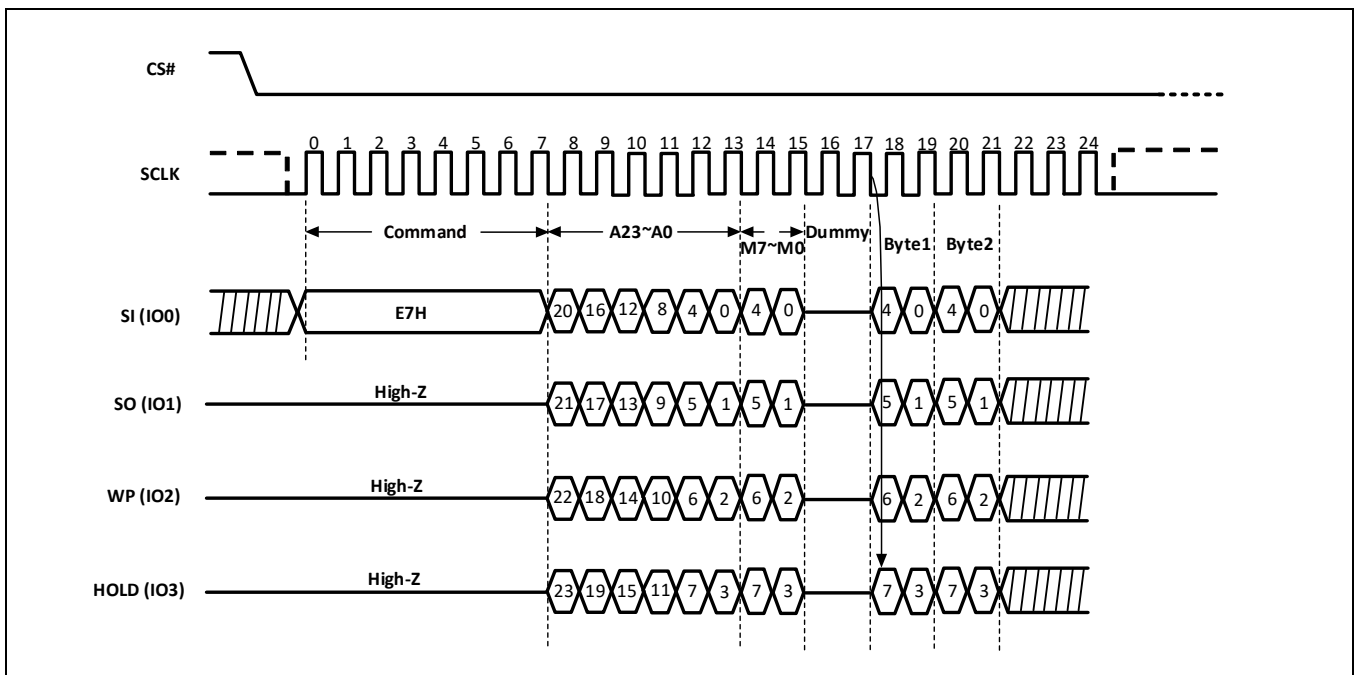 CS#
0 1 2 3 4 5 6 7 8 9 10 11 12 13 14 15 16 17 18 19 20 21 22 23 24
SCLK
Command A23~A0 M7~M0 Dummy Byte1 Byte2
SI (IO0) E7H 20 16 12 8 4 0 4 0 4 0 4 0
High-Z
SO (IO1) 21 17 13 9 5 1 5 1 5 1 5 1
High-Z
WP (IO2) 22 18 14 10 6 2 6 2 6 2 6 2
High-Z
HOLD (IO3) 23 19 15 11 7 3 7 3 7 3 7 3